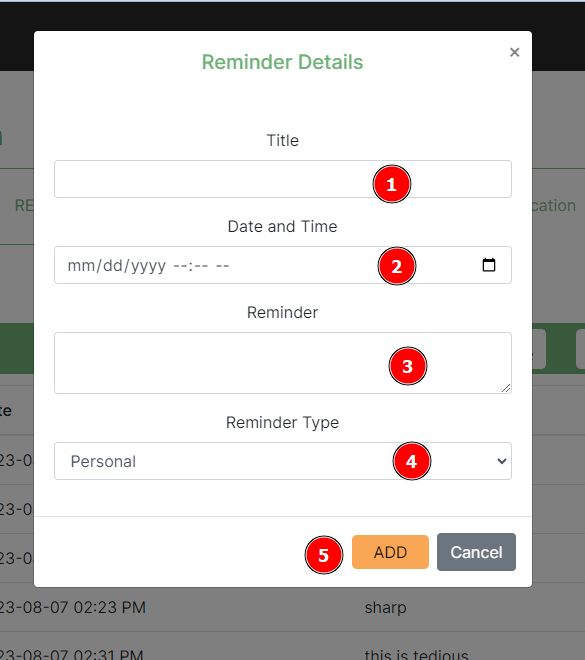 Reminder Details ×
Title
1
RE
cation
Date and Time
mm/dd/yyyy --:-- --
2
Reminder
3
te
Reminder Type
Personal
4
23-0
23-0
5
ADD
Cancel
23-0
23-08-07 02:23 PM sharp
23-08-07 02:31 PM this is tedious